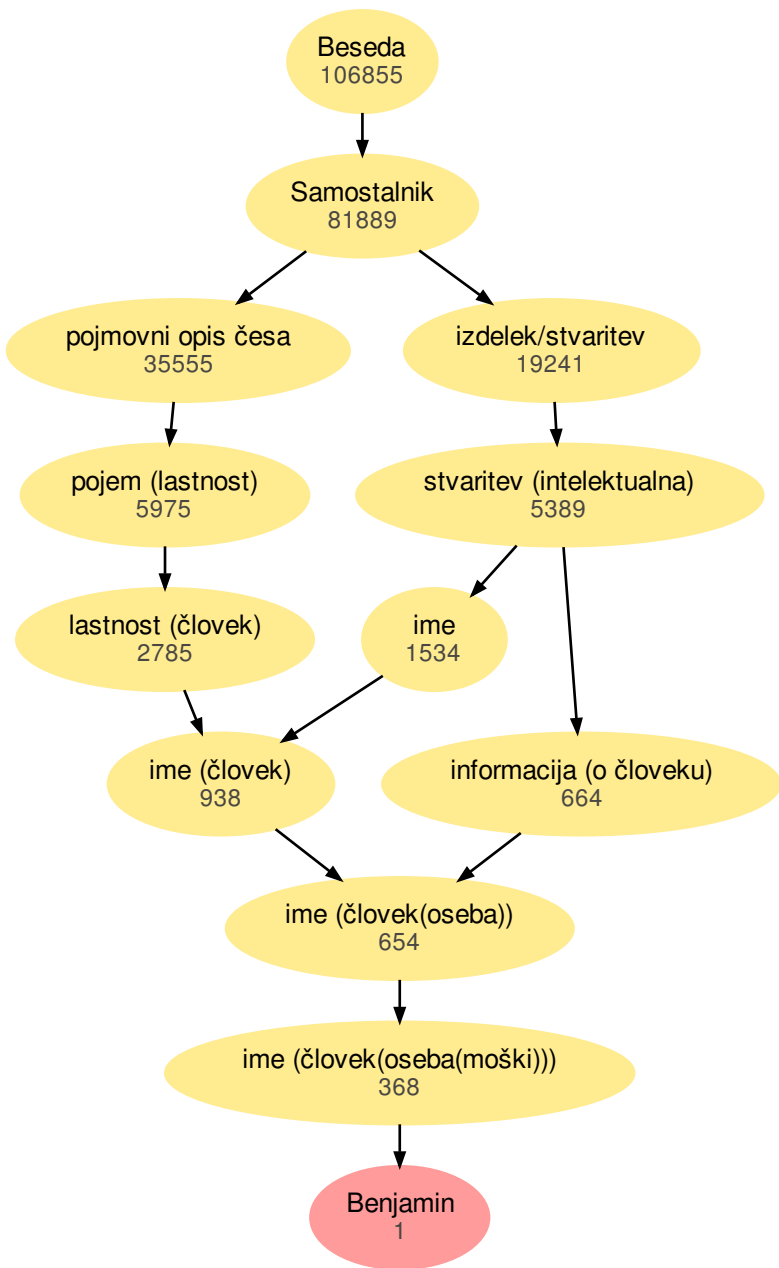 Beseda
106855
Samostalnik
81889
pojmovni opis česa
35555
izdelek/stvaritev
19241
pojem (lastnost)
5975
stvaritev (intelektualna)
5389
lastnost (človek)
2785
ime
1534
ime (človek)
938
informacija (o človeku)
664
ime (človek(oseba))
654
ime (človek(oseba(moški)))
368
Benjamin
1